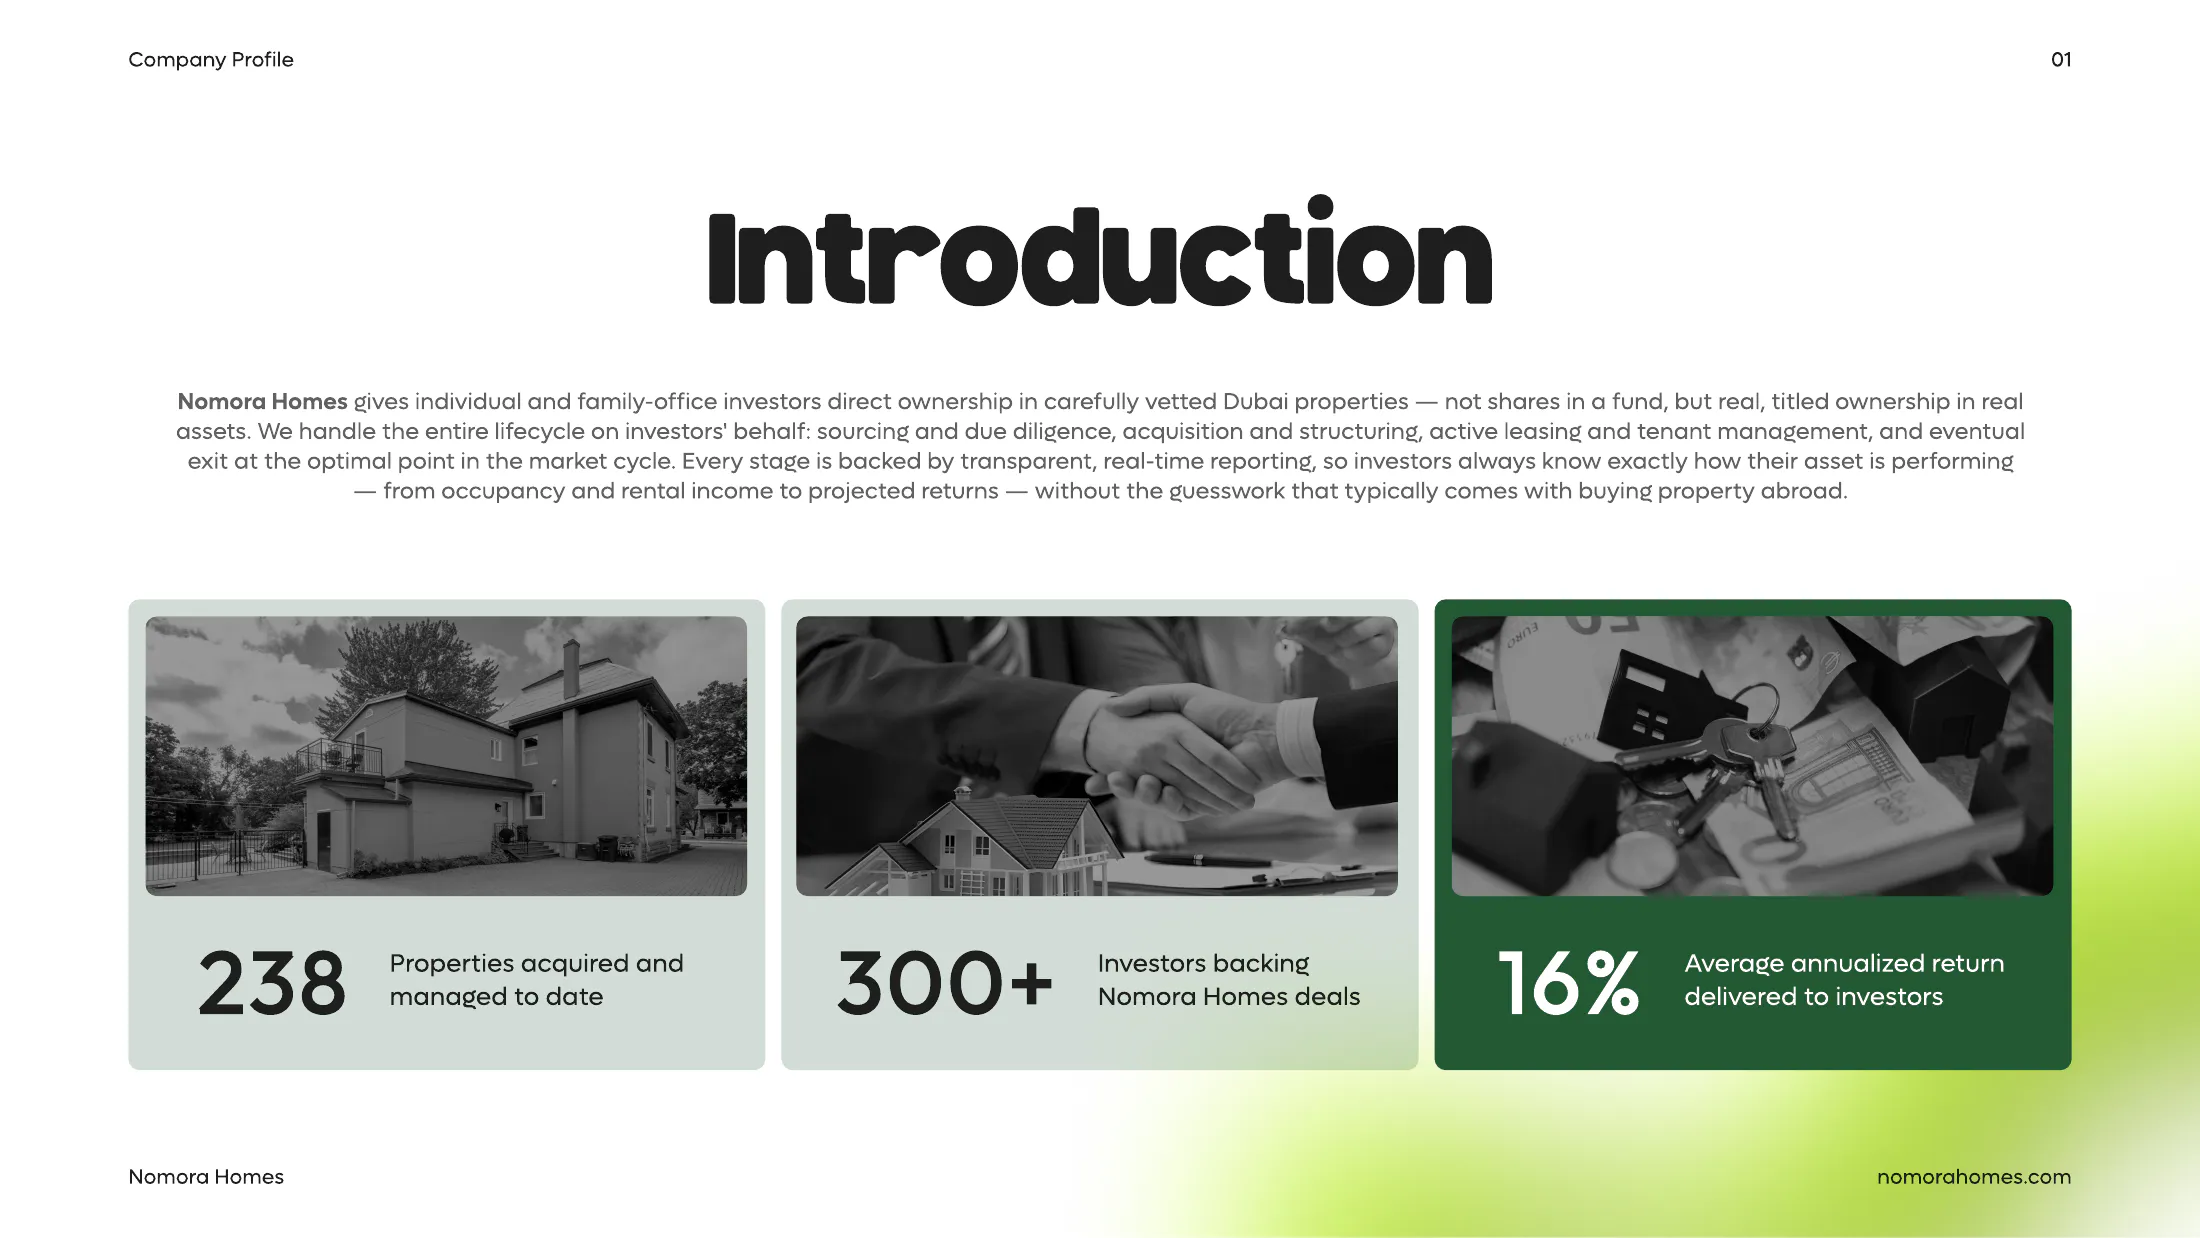 Company Profile
01
Introduction
Nomora Homes gives individual and family-office investors direct ownership in carefully vetted Dubai properties — not shares in a fund, but real, titled ownership in real
assets. We handle the entire lifecycle on investors' behalf: sourcing and due diligence, acquisition and structuring, active leasing and tenant management, and eventual
exit at the optimal point in the market cycle. Every stage is backed by transparent, real-time reporting, so investors always know exactly how their asset is performing
— from occupancy and rental income to projected returns — without the guesswork that typically comes with buying property abroad.
EURO
238
Properties acquired and
managed to date
300+
Investors backing
Nomora Homes deals
16%
Average annualized return
delivered to investors
Nomora Homes
nomorahomes.com